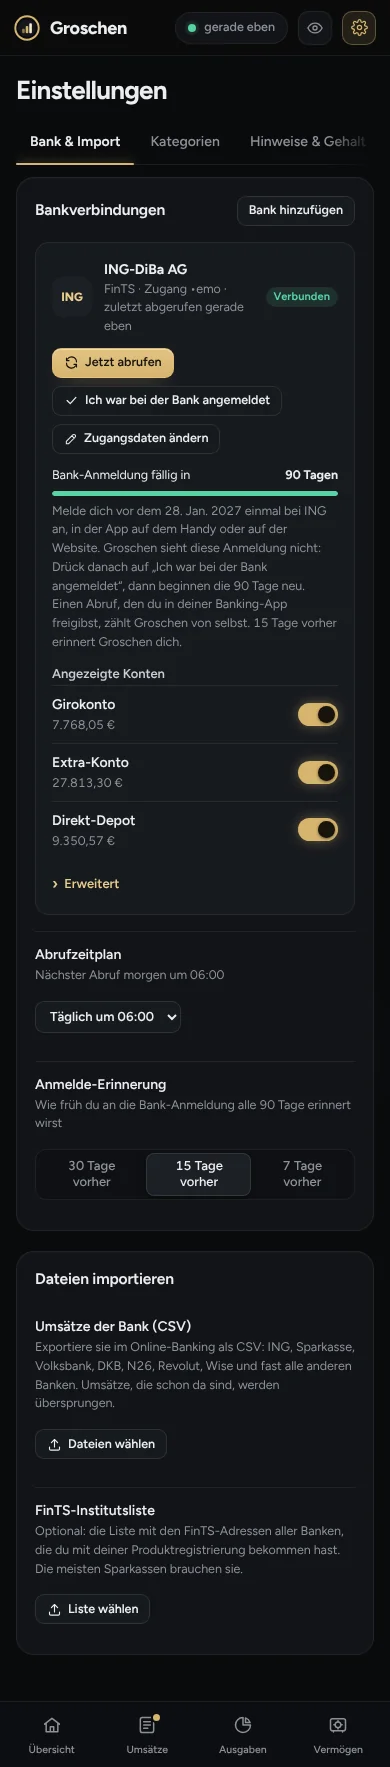 Groschen
gerade eben
Einstellungen
Bank & Import
Kategorien
Hinweise & Gehalt
Bankverbindungen
Bank hinzufügen
ING
ING-DiBa AG
FinTS · Zugang •emo ·
zuletzt abgerufen gerade
eben
Verbunden
Jetzt abrufen
Ich war bei der Bank angemeldet
Zugangsdaten ändern
Bank-Anmeldung fällig in
90 Tagen
Melde dich vor dem 28. Jan. 2027 einmal bei ING
an, in der App auf dem Handy oder auf der
Website. Groschen sieht diese Anmeldung nicht:
Drück danach auf „Ich war bei der Bank
angemeldet“, dann beginnen die 90 Tage neu.
Einen Abruf, den du in deiner Banking-App
freigibst, zählt Groschen von selbst. 15 Tage vorher
erinnert Groschen dich.
Angezeigte Konten
Girokonto
7.768,05 €
Extra-Konto
27.813,30 €
Direkt-Depot
9.350,57 €
› Erweitert
Abrufzeitplan
Nächster Abruf morgen um 06:00
Täglich um 06:00
Anmelde-Erinnerung
Wie früh du an die Bank-Anmeldung alle 90 Tage erinnert
wirst
30 Tage
vorher
15 Tage
vorher
7 Tage
vorher
Dateien importieren
Umsätze der Bank (CSV)
Exportiere sie im Online-Banking als CSV: ING, Sparkasse,
Volksbank, DKB, N26, Revolut, Wise und fast alle anderen
Banken. Umsätze, die schon da sind, werden
übersprungen.
Dateien wählen
FinTS-Institutsliste
Optional: die Liste mit den FinTS-Adressen aller Banken,
die du mit deiner Produktregistrierung bekommen hast.
Die meisten Sparkassen brauchen sie.
Liste wählen
Übersicht
Umsätze
Ausgaben
Vermögen